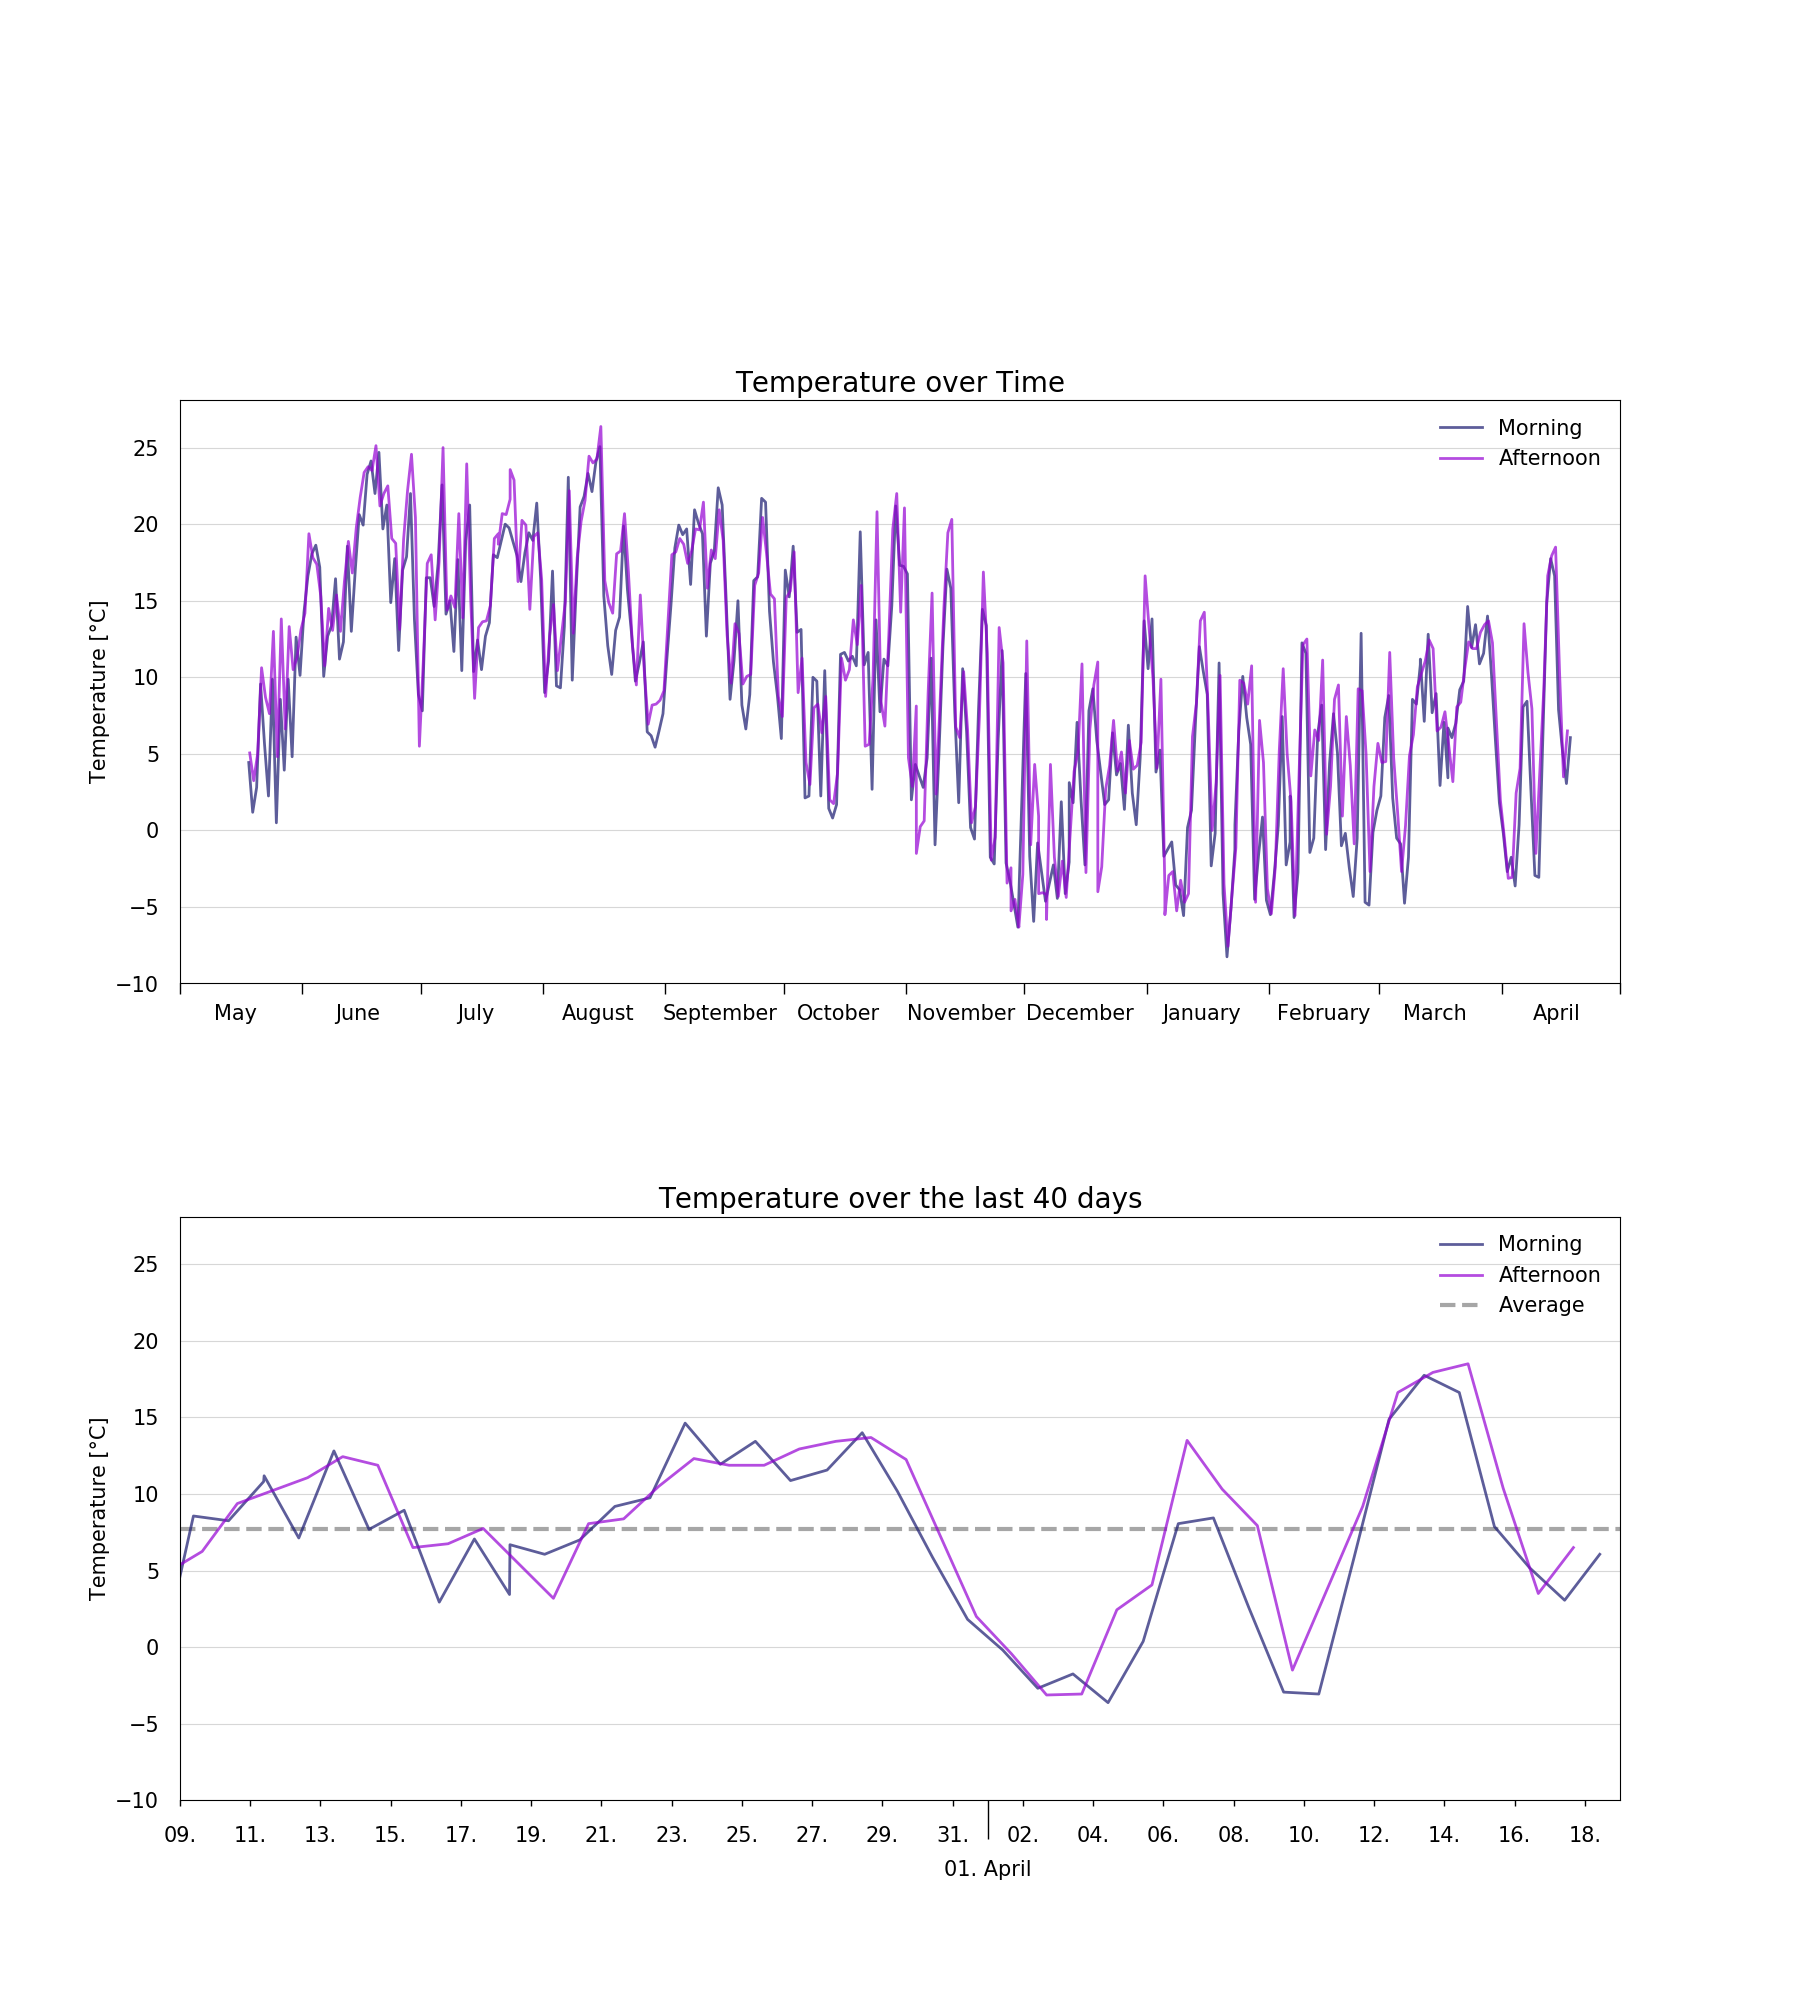 Temperature over Time
Morning
Afternoon
Temperature [°C]
25
20
15
10
5
0
−5
−10
May June July August September October November December January February March April
Temperature over the last 40 days
Morning
Afternoon
Average
Temperature [°C]
25
20
15
10
5
0
−5
−10
09. 11. 13. 15. 17. 19. 21. 23. 25. 27. 29. 31. 02. 04. 06. 08. 10. 12. 14. 16. 18.
01. April